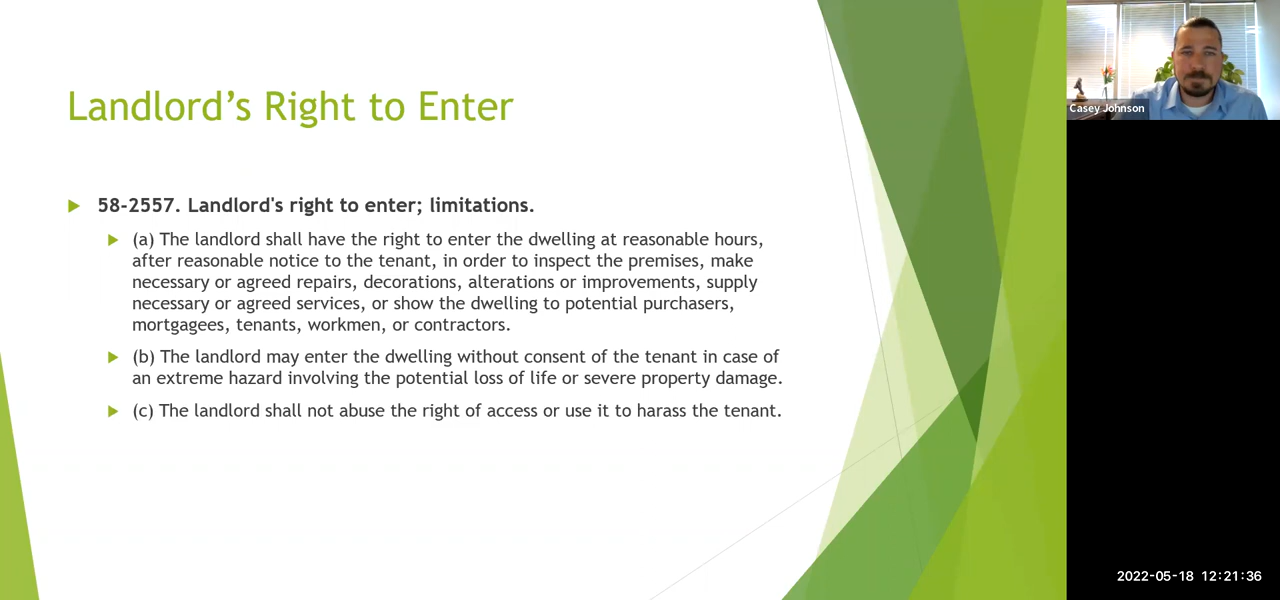 Landlord’s Right to Enter
58-2557. Landlord's right to enter; limitations.
(a) The landlord shall have the right to enter the dwelling at reasonable hours,
after reasonable notice to the tenant, in order to inspect the premises, make
necessary or agreed repairs, decorations, alterations or improvements, supply
necessary or agreed services, or show the dwelling to potential purchasers,
mortgagees, tenants, workmen, or contractors.
(b) The landlord may enter the dwelling without consent of the tenant in case of
an extreme hazard involving the potential loss of life or severe property damage.
(c) The landlord shall not abuse the right of access or use it to harass the tenant.
Casey Johnson
2022-05-18 12:21:36